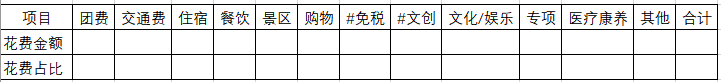 项目 团费 交通费 住宿 餐饮 景区 购物 #免税 #文创 文化/娱乐 专项 医疗康养 其他 合计
花费金额
花费占比